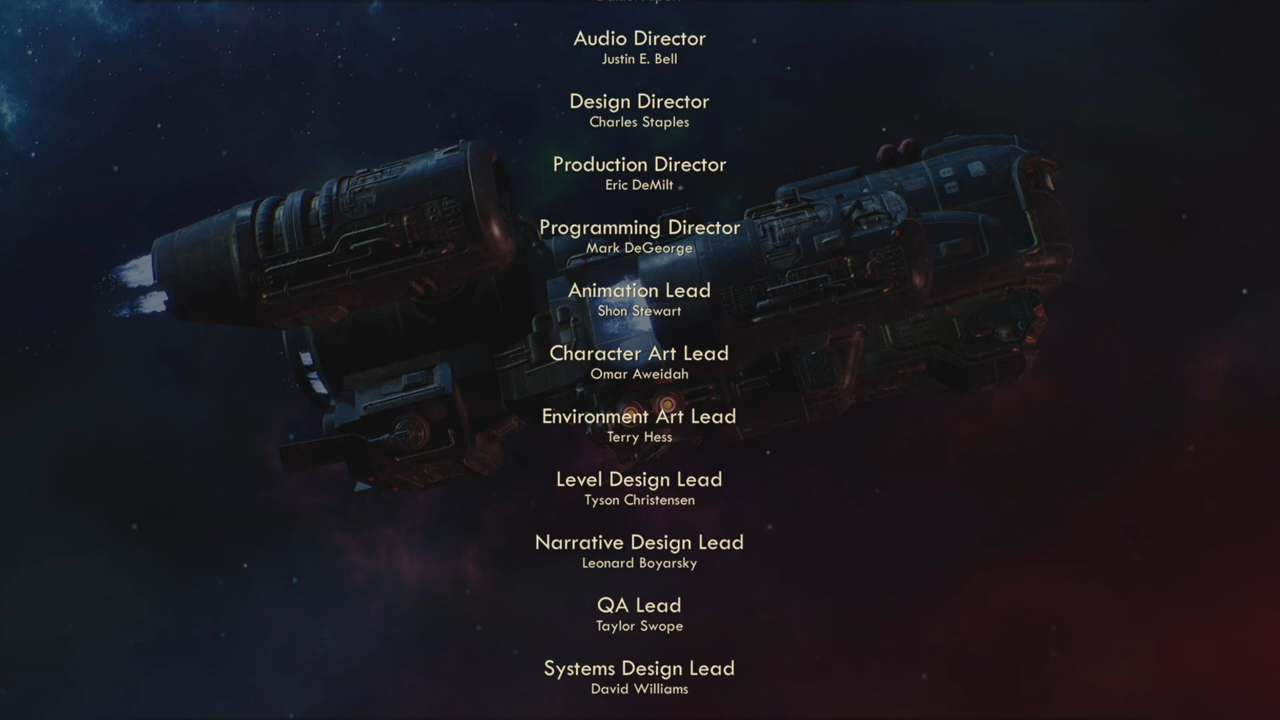 Audio Director
Justin E. Bell
Design Director
Charles Staples
Production Director
Eric DeMilt
Programming Director
Mark DeGeorge
Animation Lead
Shon Stewart
Character Art Lead
Omar Aweidah
Environment Art Lead
Terry Hess
Level Design Lead
Tyson Christensen
Narrative Design Lead
Leonard Boyarsky
QA Lead
Taylor Swope
Systems Design Lead
David Williams